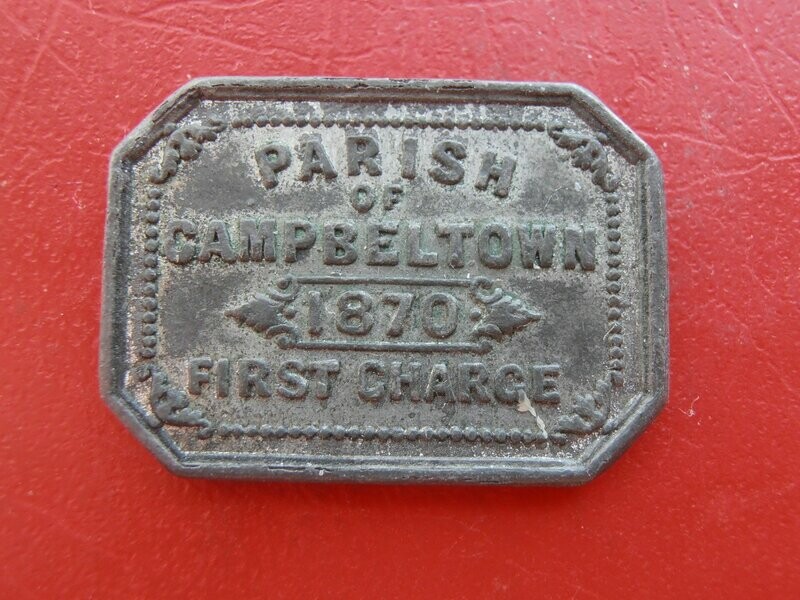 PARISH
OF
CAMPBELTOWN
1870
FIRST CHARGE